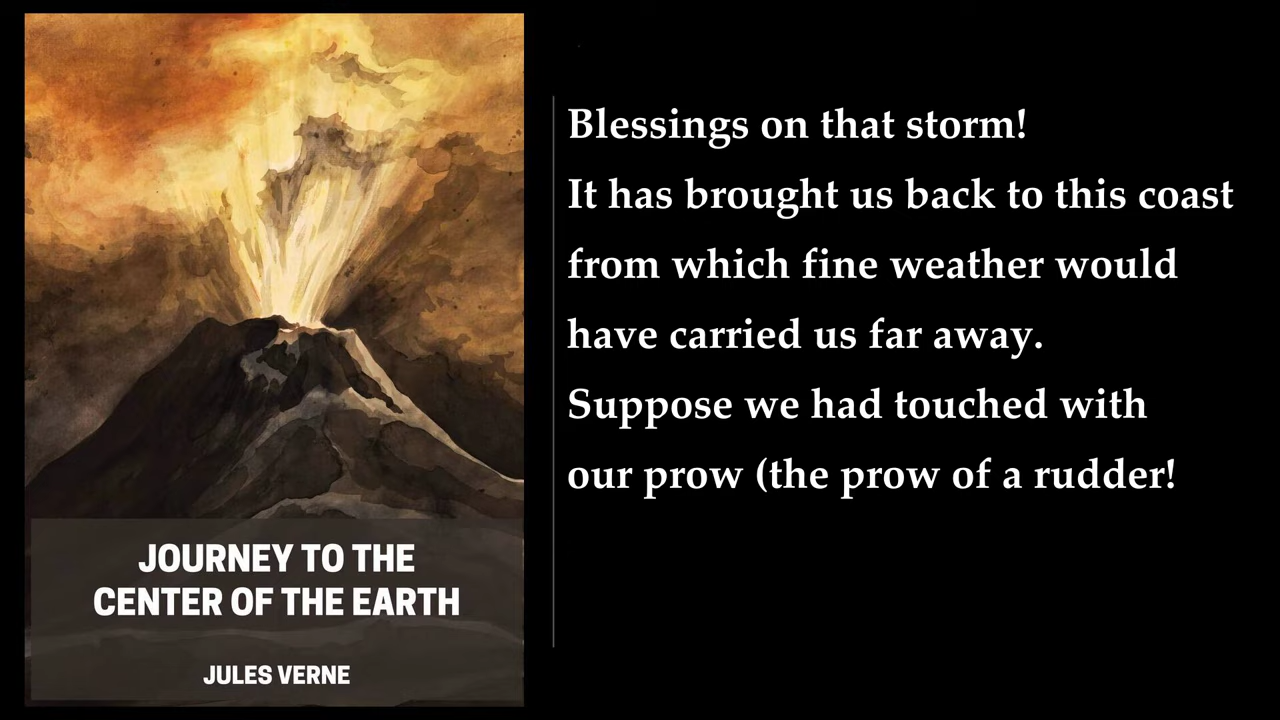 Blessings on that storm!
It has brought us back to this coast
from which fine weather would
have carried us far away.
Suppose we had touched with
our prow (the prow of a rudder!
JOURNEY TO THE
CENTER OF THE EARTH
JULES VERNE